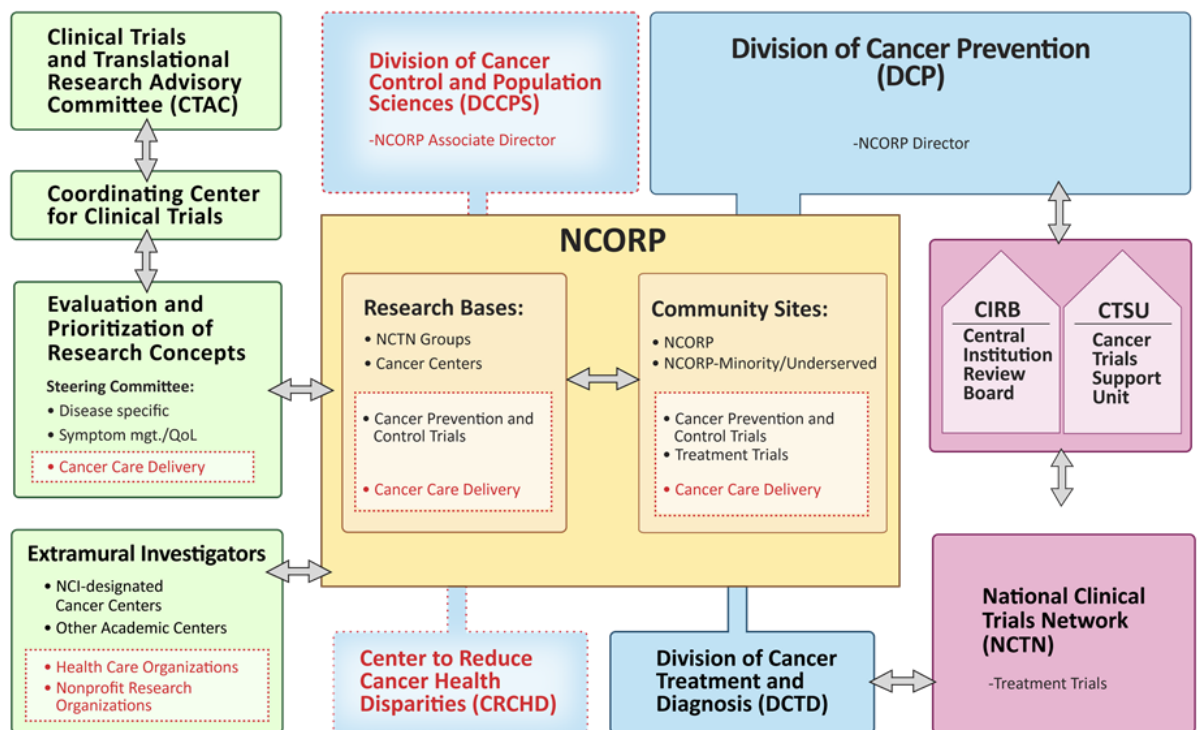 Clinical Trials
and Translational
Research Advisory
Committee (CTAC)
Coordinating Center
for Clinical Trials
Evaluation and
Prioritization of
Research Concepts
Steering Committee:
• Disease specific
• Symptom mgt./QoL
• Cancer Care Delivery
Extramural Investigators
• NCI-designated
Cancer Centers
• Other Academic Centers
• Health Care Organizations
• Nonprofit Research
Organizations
Division of Cancer
Control and Population
Sciences (DCCPS)
-NCORP Associate Director
Division of Cancer Prevention
(DCP)
-NCORP Director
NCORP
Research Bases:
• NCTN Groups
• Cancer Centers
• Cancer Prevention and
Control Trials
• Cancer Care Delivery
Community Sites:
• NCORP
• NCORP-Minority/Underserved
• Cancer Prevention and
Control Trials
• Treatment Trials
• Cancer Care Delivery
CIRB
Central
Institution
Review
Board
CTSU
Cancer
Trials
Support
Unit
Center to Reduce
Cancer Health
Disparities (CRCHD)
Division of Cancer
Treatment and
Diagnosis (DCTD)
National Clinical
Trials Network
(NCTN)
-Treatment Trials